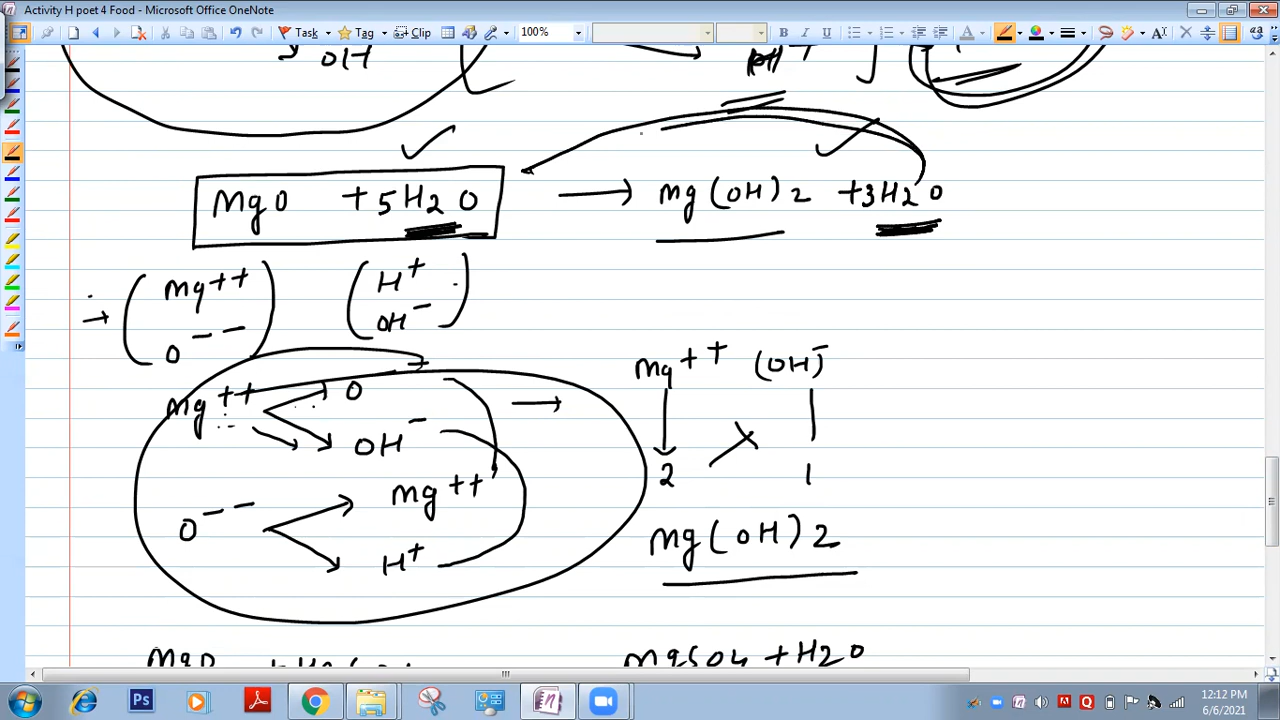 Activity H poet 4 Food - Microsoft Office OneNote
100% Task Tag Clip B I U
OH
MgO + 5H2O → Mg(OH)2 + 3H2O
(Mg++ (H+
O-- ) OH-)
Mg++ (OH)-
Mg++ O →
OH-
2 1
Mg++
O--
Mg(OH)2
H+
MgSO4 + H2O
12:12 PM
6/6/2021